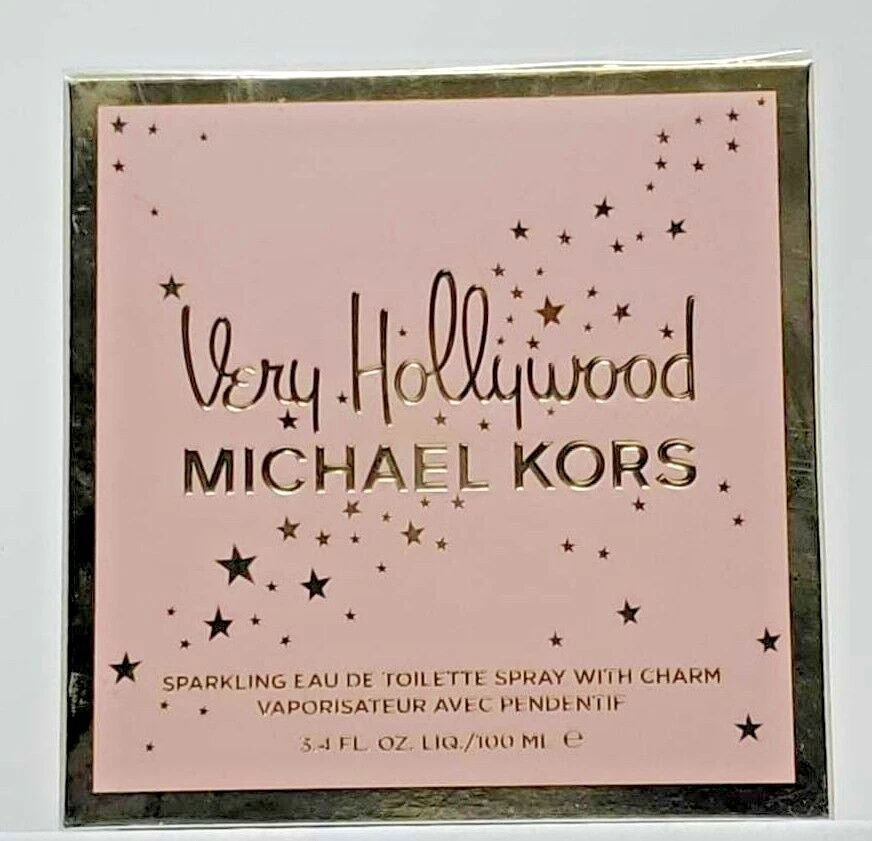 Very Hollywood
MICHAEL KORS
SPARKLING EAU DE TOILETTE SPRAY WITH CHARM
VAPORISATEUR AVEC PENDENTIF
3.4 FL. OZ. LIQ./100 ML ℮